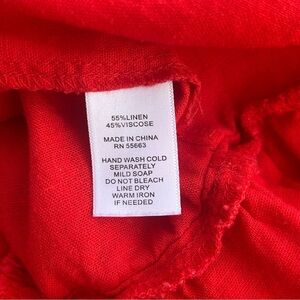 55%LINEN
45%VISCOSE
MADE IN CHINA
RN 55663
HAND WASH COLD
SEPARATELY
MILD SOAP
DO NOT BLEACH
LINE DRY
WARM IRON
IF NEEDED